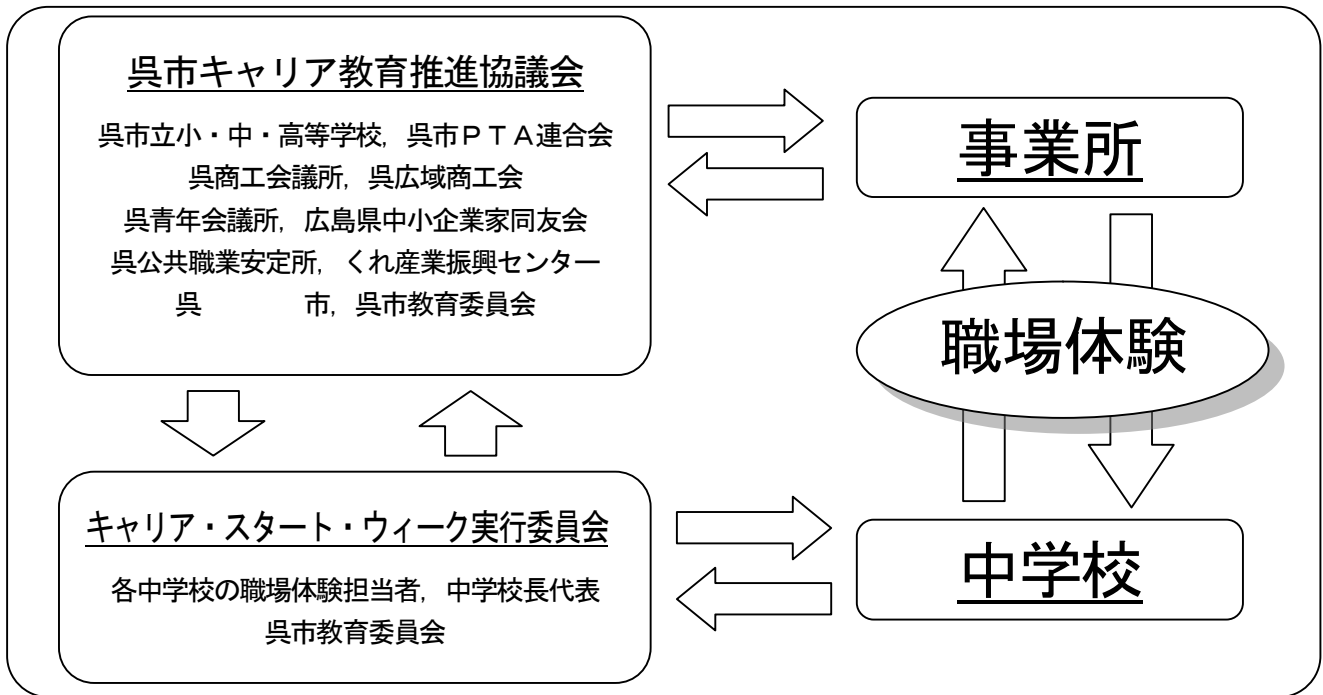 呉市キャリア教育推進協議会
呉市立小・中・高等学校，呉市ＰＴＡ連合会
呉商工会議所，呉広域商工会
呉青年会議所，広島県中小企業家同友会
呉公共職業安定所，くれ産業振興センター
呉　　　　市，呉市教育委員会
事業所
職場体験
キャリア・スタート・ウィーク実行委員会
各中学校の職場体験担当者，中学校長代表
呉市教育委員会
中学校